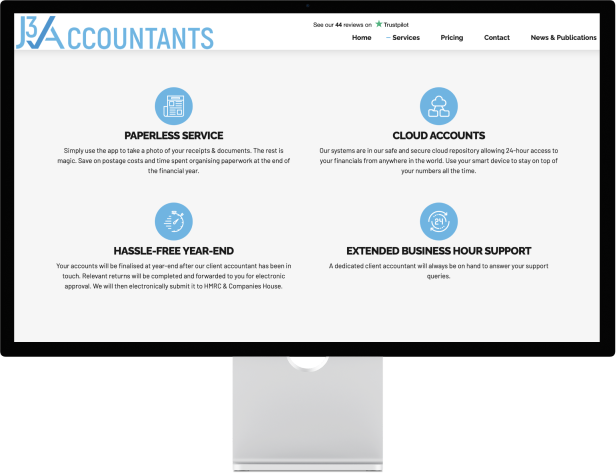 J3 ACCOUNTANTS
See our 44 reviews on ★ Trustpilot
Home
Services
Pricing
Contact
News & Publications
PAPERLESS SERVICE
Simply use the app to take a photo of your receipts & documents. The rest is
magic. Save on postage costs and time spent organising paperwork at the end of
the financial year.
CLOUD ACCOUNTS
Our systems are in our safe and secure cloud repository allowing 24-hour access to
your financials from anywhere in the world. Use your smart device to stay on top of
your numbers all the time.
HASSLE-FREE YEAR-END
Your accounts will be finalised at year-end after our client accountant has been in
touch. Relevant returns will be completed and forwarded to you for electronic
approval. We will then electronically submit it to HMRC & Companies House.
24
EXTENDED BUSINESS HOUR SUPPORT
A dedicated client accountant will always be on hand to answer your support
queries.